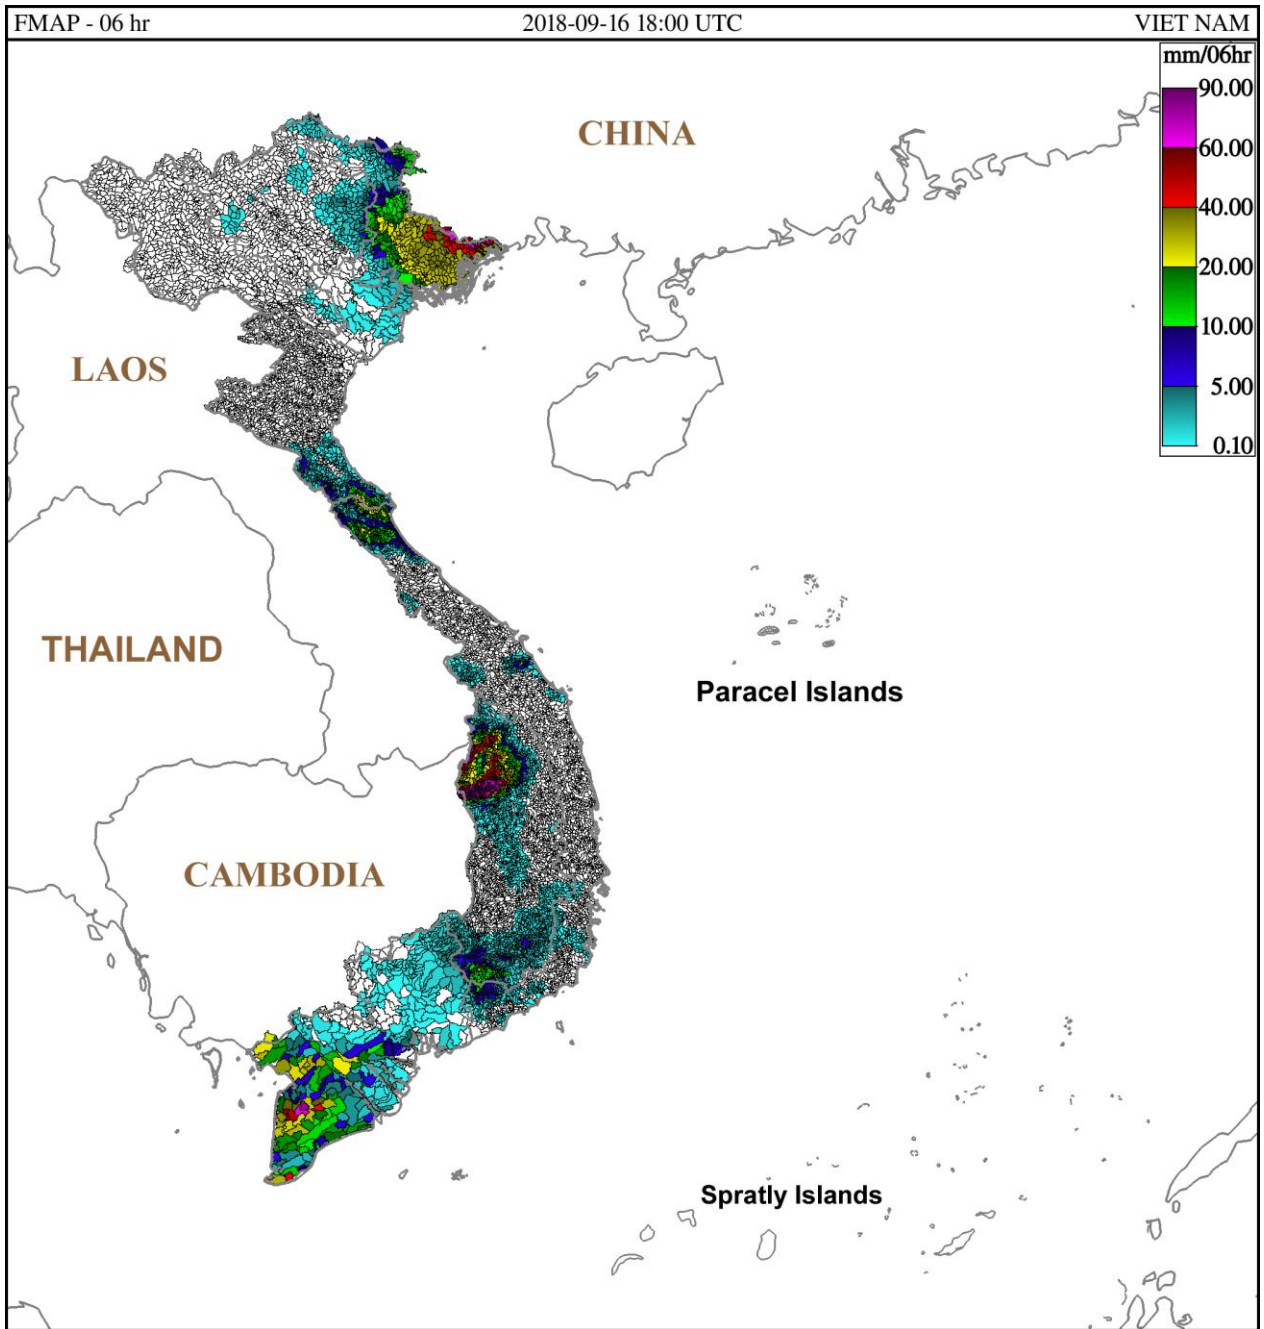 FMAP - 06 hr 2018-09-16 18:00 UTC VIET NAM
mm/06hr
90.00
60.00
40.00
20.00
10.00
5.00
0.10
CHINA
LAOS
THAILAND
Paracel Islands
CAMBODIA
Spratly Islands